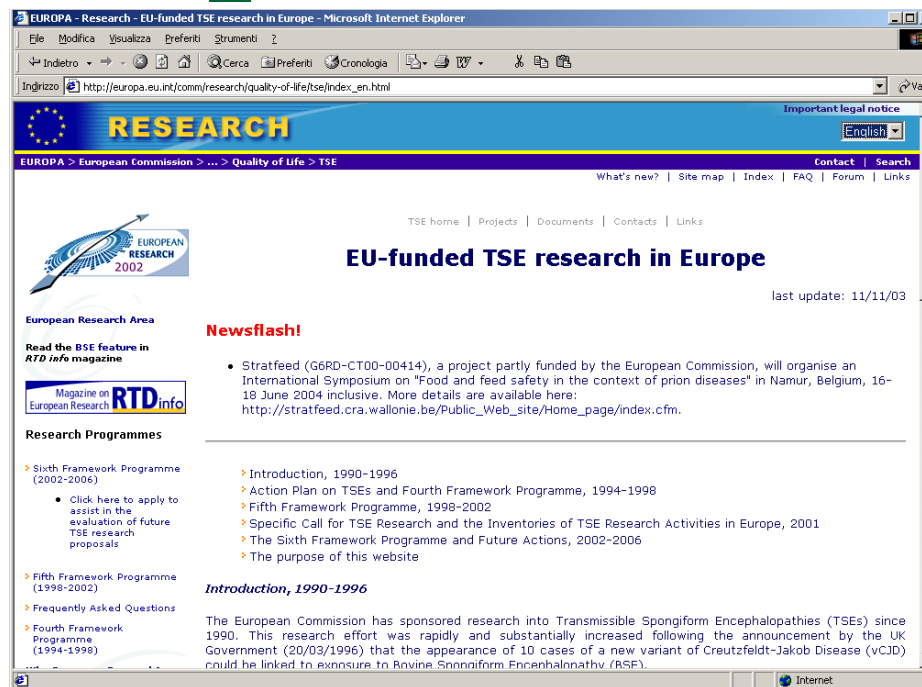 EUROPA - Research - EU-funded TSE research in Europe - Microsoft Internet Explorer
File Modifica Visualizza Preferiti Strumenti ?
Indietro Cerca Preferiti Cronologia
Indirizzo http://europa.eu.int/comm/research/quality-of-life/tse/index_en.html Va
Important legal notice
RESEARCH
English
EUROPA > European Commission > ... > Quality of Life > TSE Contact | Search
What's new? | Site map | Index | FAQ | Forum | Links
TSE home | Projects | Documents | Contacts | Links
EUROPEAN
RESEARCH
2002
EU-funded TSE research in Europe
last update: 11/11/03
European Research Area
Read the BSE feature in
RTD info magazine
Magazine on
European Research RTD info
Research Programmes
Sixth Framework Programme
(2002-2006)
• Click here to apply to
assist in the
evaluation of future
TSE research
proposals
Fifth Framework Programme
(1998-2002)
Frequently Asked Questions
Fourth Framework
Programme
(1994-1998)
Newsflash!
• Stratfeed (G6RD-CT00-00414), a project partly funded by the European Commission, will organise an
International Symposium on "Food and feed safety in the context of prion diseases" in Namur, Belgium, 16-
18 June 2004 inclusive. More details are available here:
http://stratfeed.cra.wallonie.be/Public_Web_site/Home_page/index.cfm.
Introduction, 1990-1996
Action Plan on TSEs and Fourth Framework Programme, 1994-1998
Fifth Framework Programme, 1998-2002
Specific Call for TSE Research and the Inventories of TSE Research Activities in Europe, 2001
The Sixth Framework Programme and Future Actions, 2002-2006
The purpose of this website
Introduction, 1990-1996
The European Commission has sponsored research into Transmissible Spongiform Encephalopathies (TSEs) since
1990. This research effort was rapidly and substantially increased following the announcement by the UK
Government (20/03/1996) that the appearance of 10 cases of a new variant of Creutzfeldt-Jakob Disease (vCJD)
could be linked to exposure to Bovine Spongiform Encephalopathy (BSE).
Internet